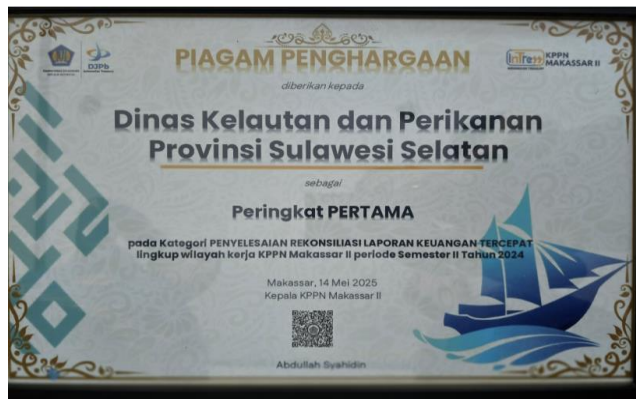 DJPb
PIAGAM PENGHARGAAN
InTress
KPPN
MAKASSAR II
diberikan kepada
Dinas Kelautan dan Perikanan
Provinsi Sulawesi Selatan
sebagai
Peringkat PERTAMA
pada Kategori PENYELESAIAN REKONSILIASI LAPORAN KEUANGAN TERCEPAT
lingkup wilayah kerja KPPN Makassar II periode Semester II Tahun 2024
Makassar, 14 Mei 2025
Kepala KPPN Makassar II
Abdullah Syahidin